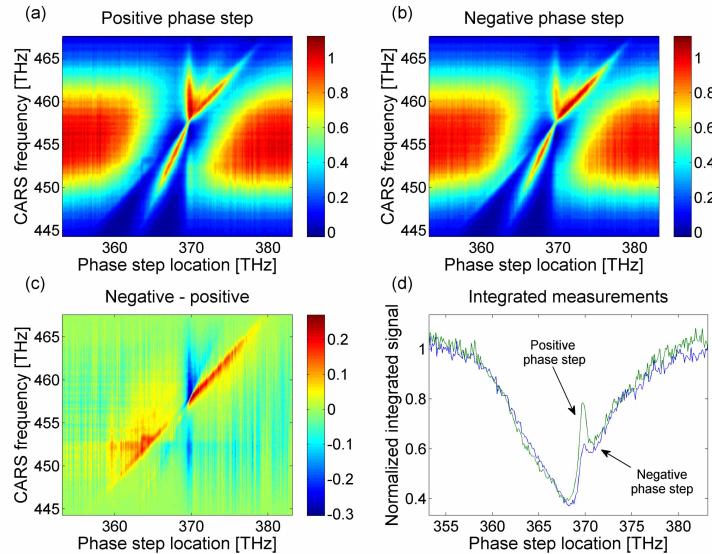 (a)
Positive phase step
CARS frequency [THz]
465
460
455
450
445
360
370
380
Phase step location [THz]
1
0.8
0.6
0.4
0.2
0
(b)
Negative phase step
CARS frequency [THz]
465
460
455
450
445
360
370
380
Phase step location [THz]
1
0.8
0.6
0.4
0.2
0
(c)
Negative - positive
CARS frequency [THz]
465
460
455
450
445
360
370
380
Phase step location [THz]
0.2
0.1
0
-0.1
-0.2
-0.3
(d)
Integrated measurements
Normalized integrated signal
1
0.8
0.6
0.4
Positive
phase step
Negative
phase step
355
360
365
370
375
380
Phase step location [THz]